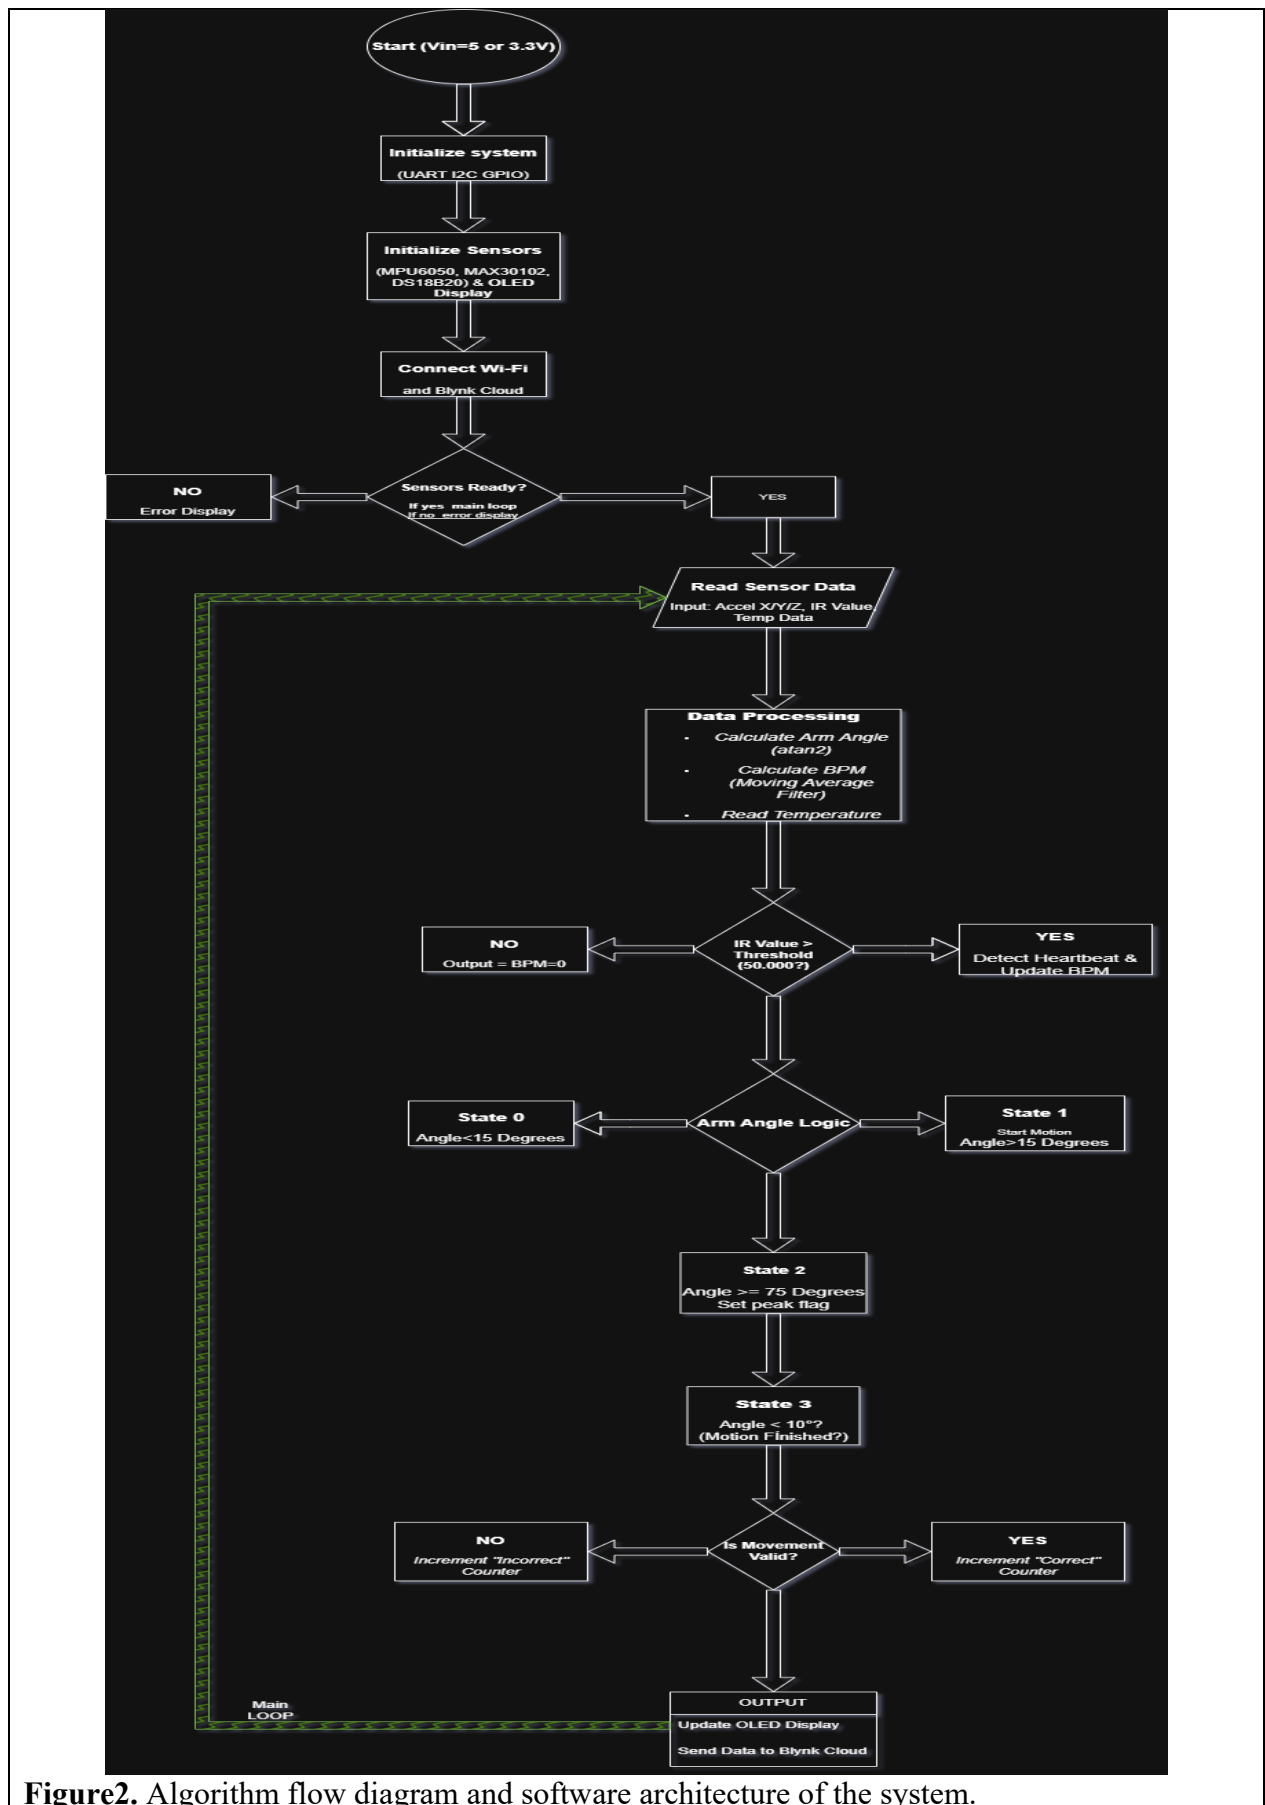 Start (Vin=5 or 3.3V)
Initialize system
(UART I2C GPIO)
Initialize Sensors
(MPU6050, MAX30102,
DS18B20) & OLED
Display
Connect Wi-Fi
and Blynk Cloud
Sensors Ready?
If yes main loop
If no error display
NO
Error Display
YES
Read Sensor Data
Input: Accel X/Y/Z, IR Value,
Temp Data
Data Processing
- Calculate Arm Angle
(atan2)
- Calculate BPM
(Moving Average
Filter)
- Read Temperature
IR Value >
Threshold
(50.000?)
NO
Output = BPM=0
YES
Detect Heartbeat &
Update BPM
Arm Angle Logic
State 0
Angle<15 Degrees
State 1
Start Motion
Angle>15 Degrees
State 2
Angle >= 75 Degrees
Set peak flag
State 3
Angle < 10°?
(Motion Fİnished?)
Is Movement
Valid?
NO
Increment "Incorrect"
Counter
YES
Increment "Correct"
Counter
OUTPUT
Update OLED Display
Send Data to Blynk Cloud
Main
LOOP
Figure2. Algorithm flow diagram and software architecture of the system.